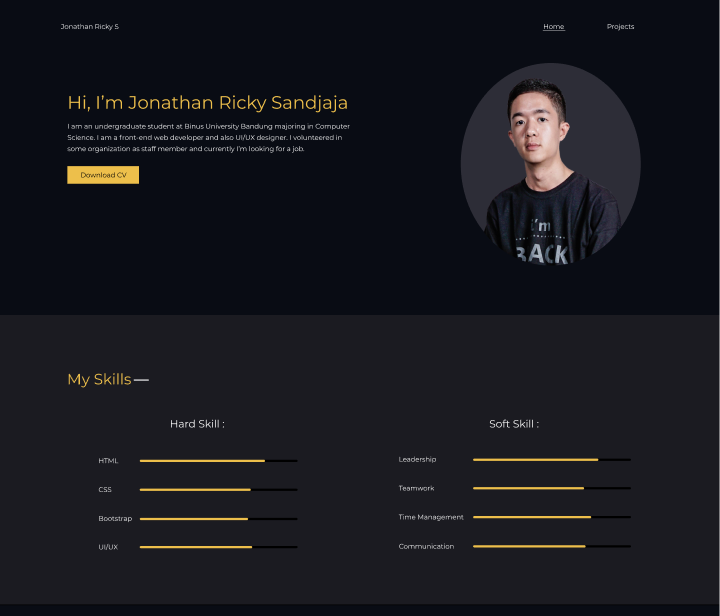 Jonathan Ricky S
Home
Projects
Hi, I'm Jonathan Ricky Sandjaja
I am an undergraduate student at Binus University Bandung majoring in Computer
Science. I am a front-end web developer and also UI/UX designer. I volunteered in
some organization as staff member and currently I'm looking for a job.
Download CV
I'm
BACK
My Skills
Hard Skill :
HTML
CSS
Bootstrap
UI/UX
Soft Skill :
Leadership
Teamwork
Time Management
Communication